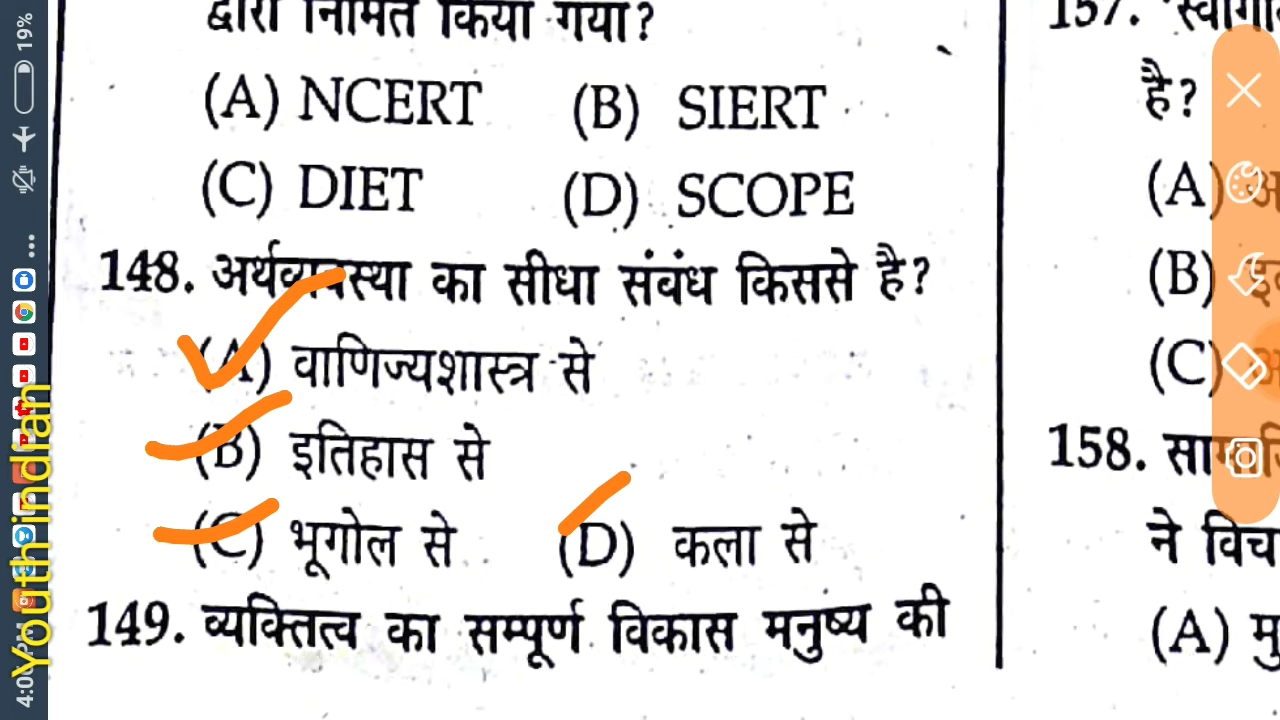 19%
द्वारा निर्मित किया गया?
(A) NCERT (B) SIERT
(C) DIET (D) SCOPE
148. अर्थव्यवस्था का सीधा संबंध किससे है?
(A) वाणिज्यशास्त्र से
(B) इतिहास से
(C) भूगोल से (D) कला से
149. व्यक्तित्व का सम्पूर्ण विकास मनुष्य की
157.
है?
(A)
(B)
(C)
158.
ने
(A)
Youth indian